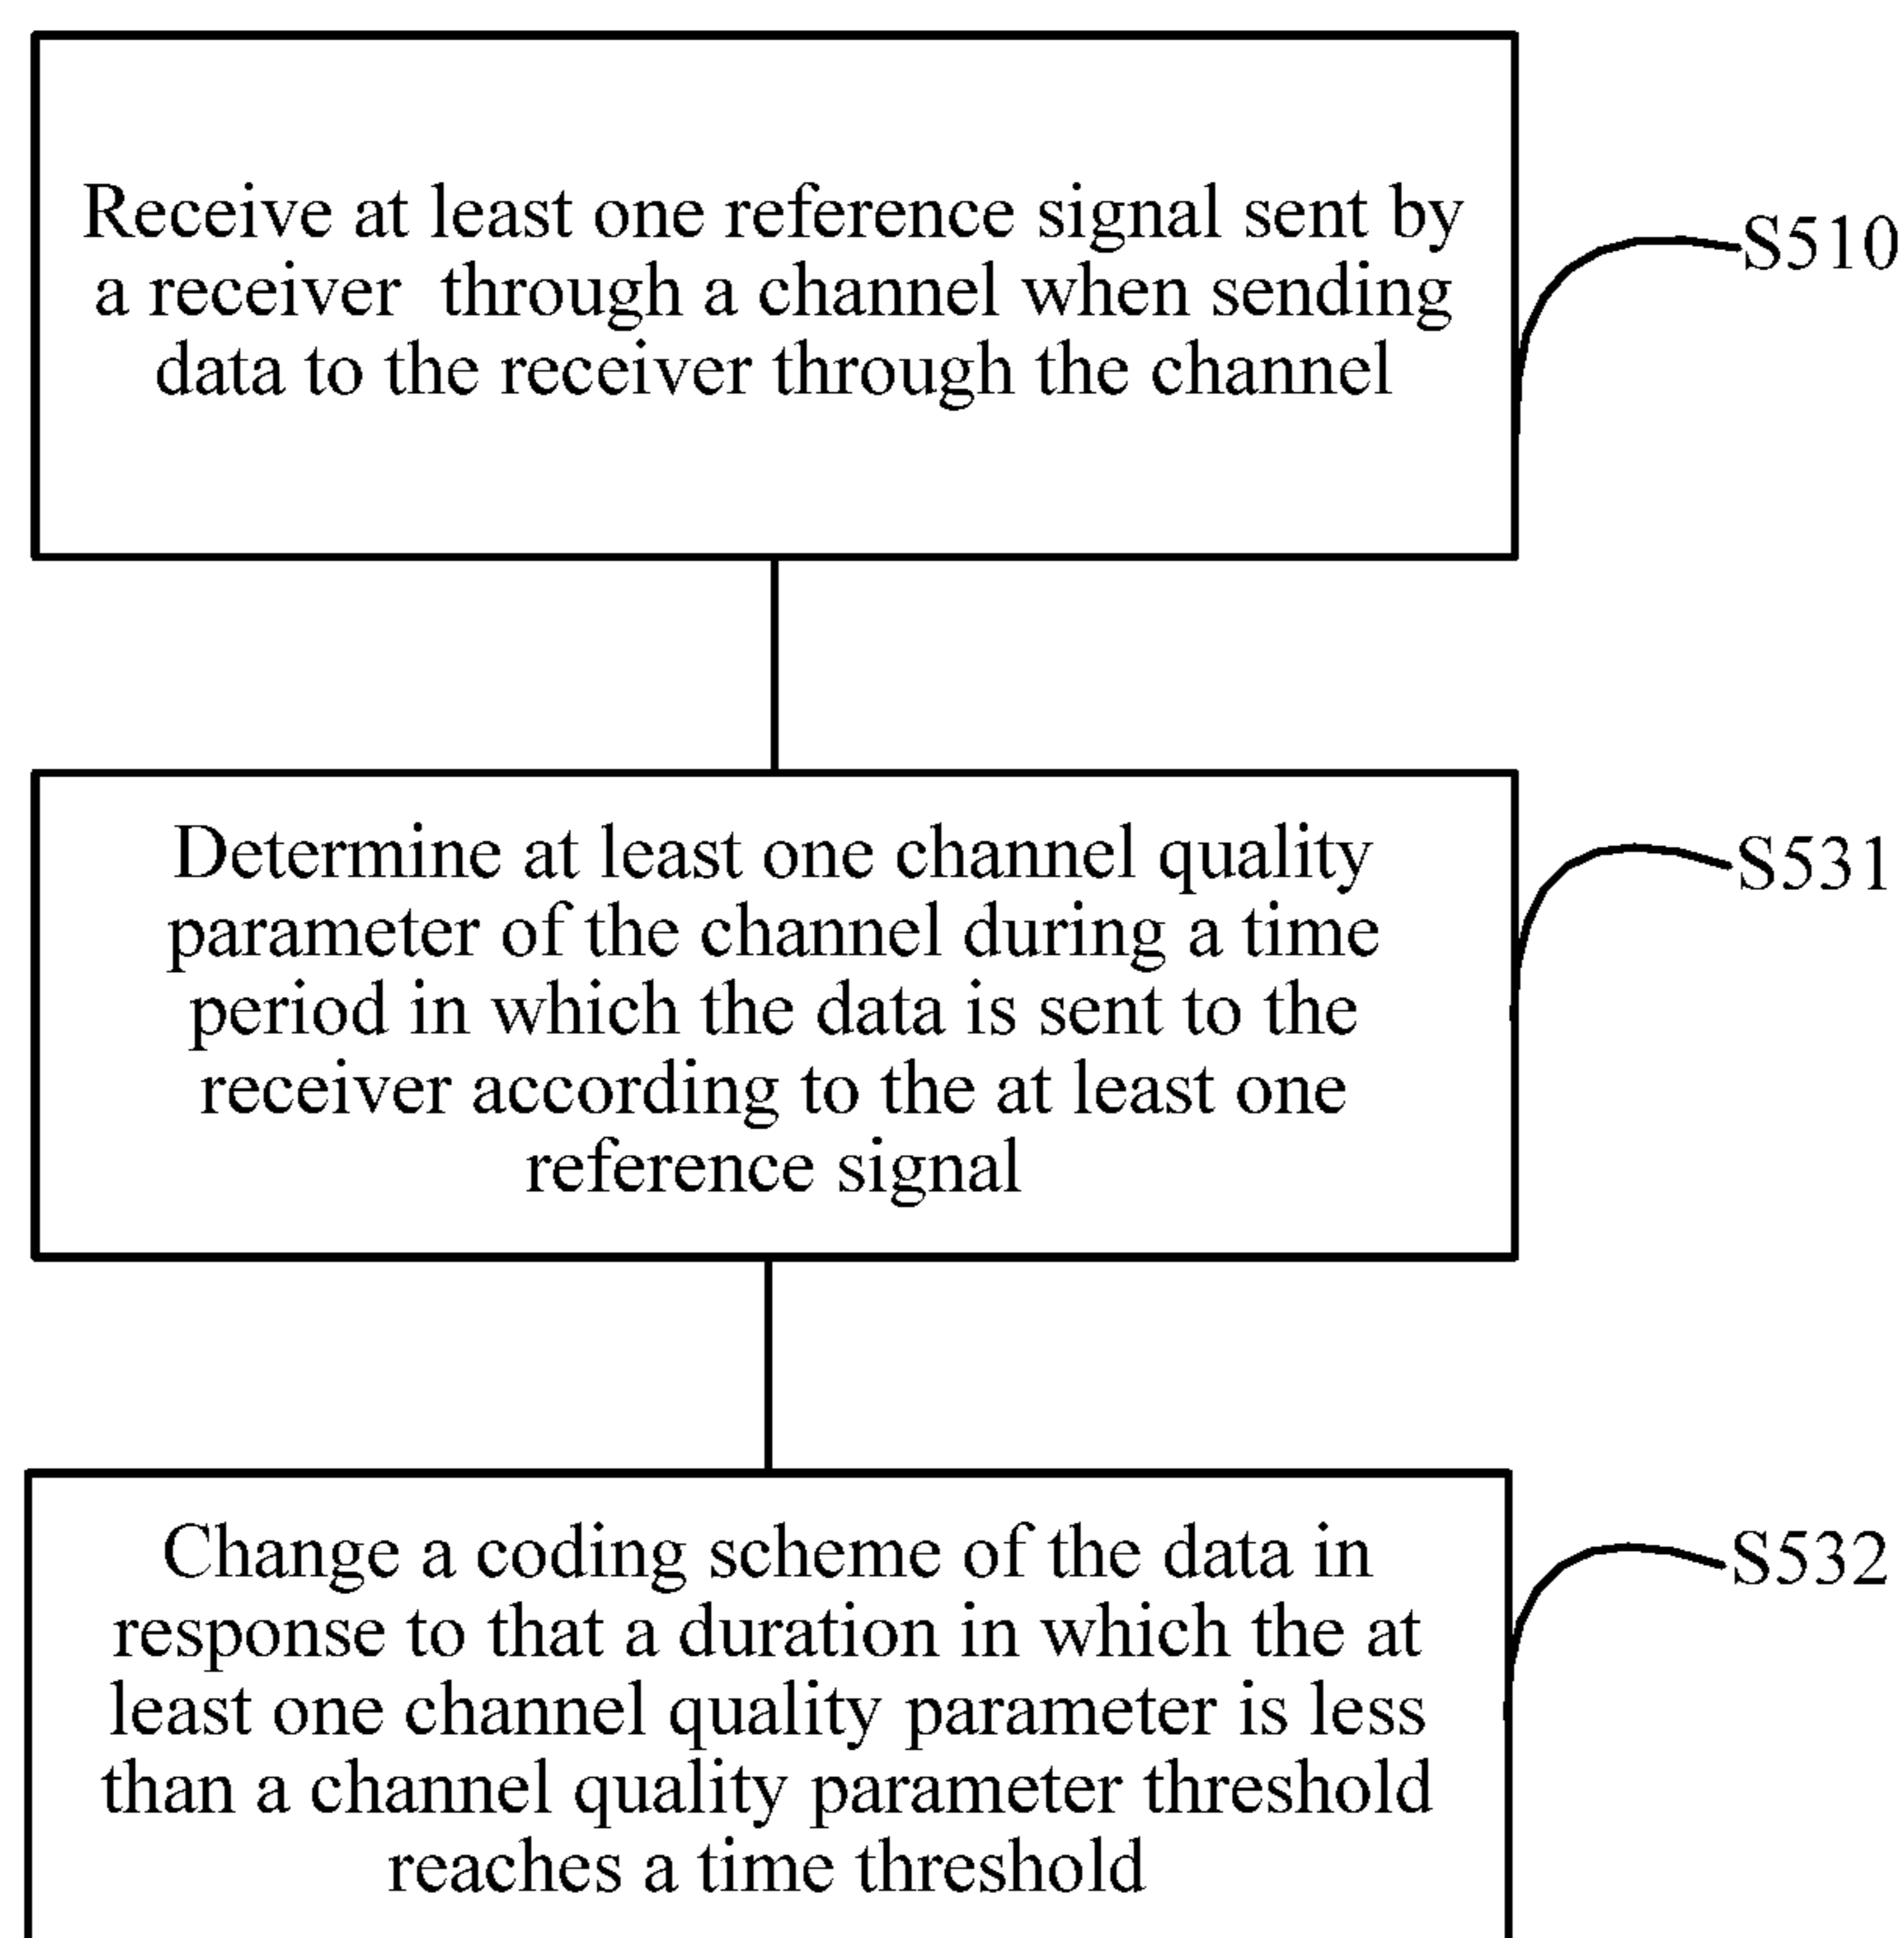 Receive at least one reference signal sent by
a receiver through a channel when sending
data to the receiver through the channel
S510
Determine at least one channel quality
parameter of the channel during a time
period in which the data is sent to the
receiver according to the at least one
reference signal
S531
Change a coding scheme of the data in
response to that a duration in which the at
least one channel quality parameter is less
than a channel quality parameter threshold
reaches a time threshold
S532